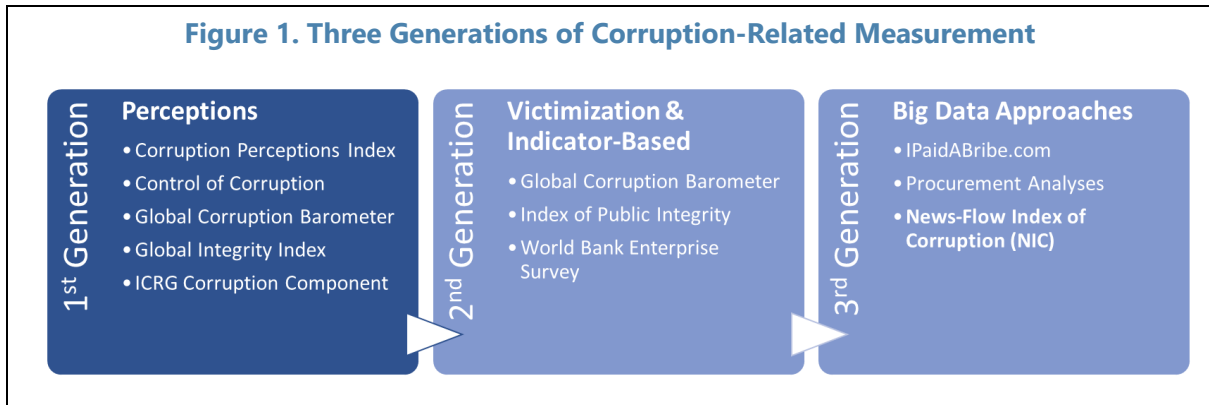 Figure 1. Three Generations of Corruption-Related Measurement
1st Generation
Perceptions
• Corruption Perceptions Index
• Control of Corruption
• Global Corruption Barometer
• Global Integrity Index
• ICRG Corruption Component
2nd Generation
Victimization &
Indicator-Based
• Global Corruption Barometer
• Index of Public Integrity
• World Bank Enterprise
Survey
3rd Generation
Big Data Approaches
• IPaidABribe.com
• Procurement Analyses
• News-Flow Index of
Corruption (NIC)